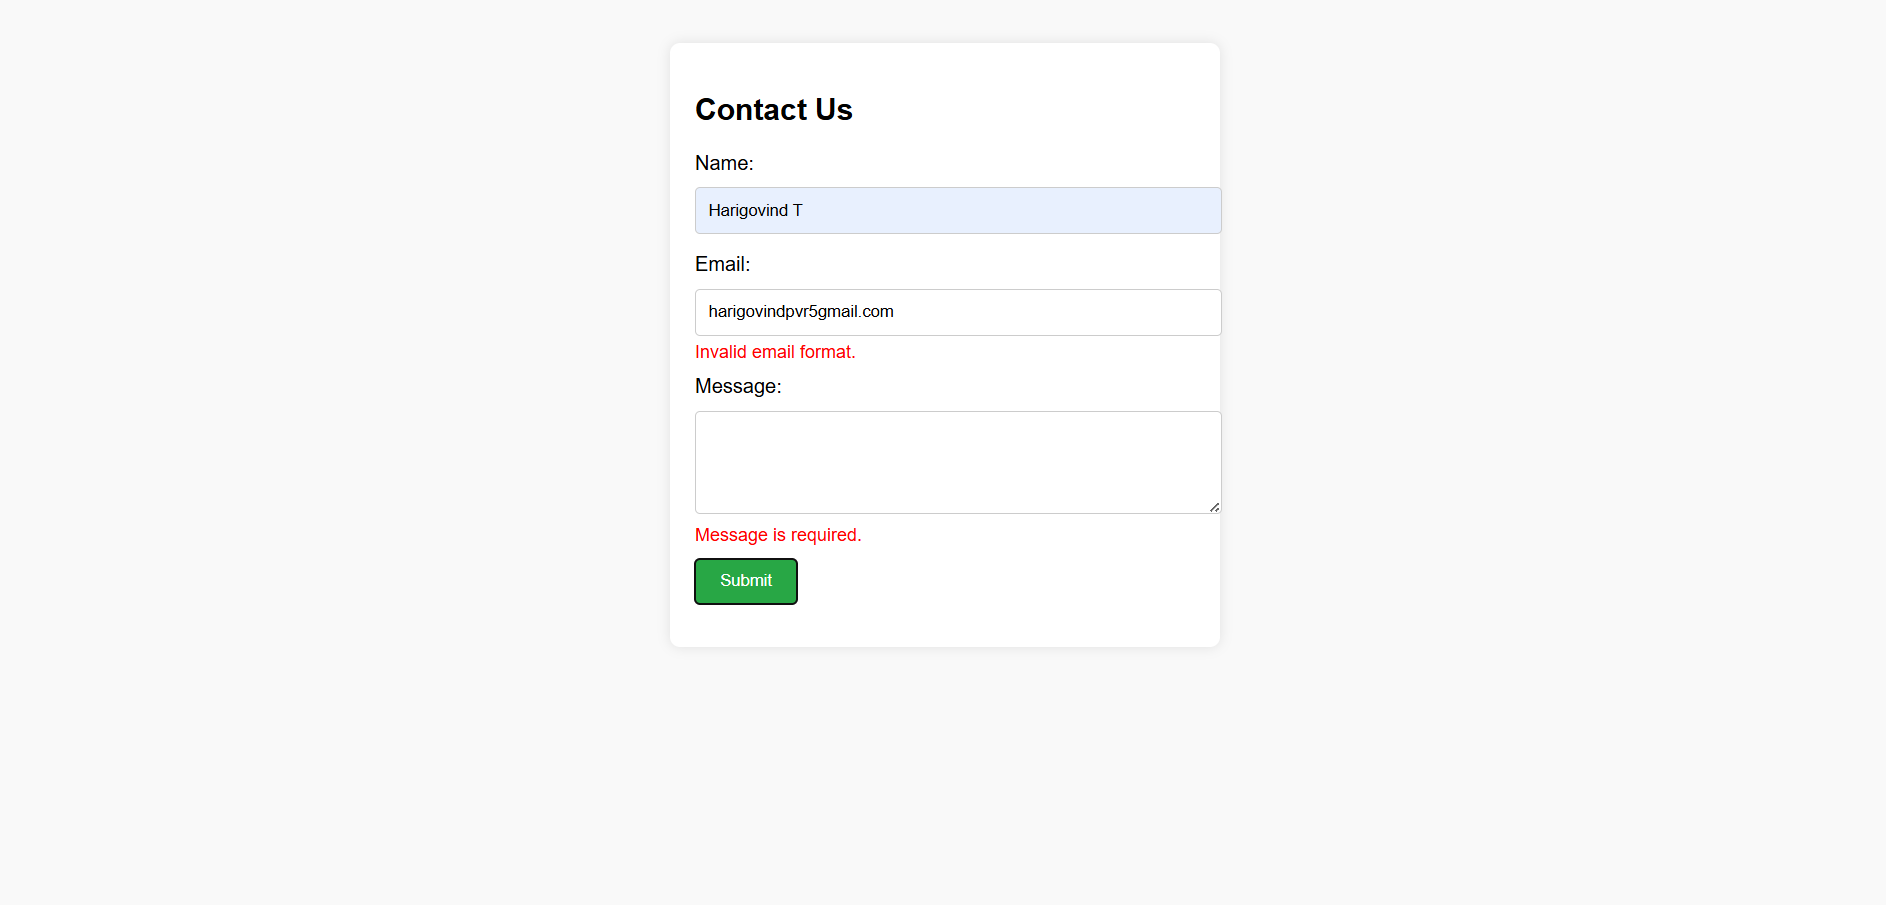 Contact Us
Name:
Harigovind T
Email:
harigovindpvr5gmail.com
Invalid email format.
Message:
Message is required.
Submit